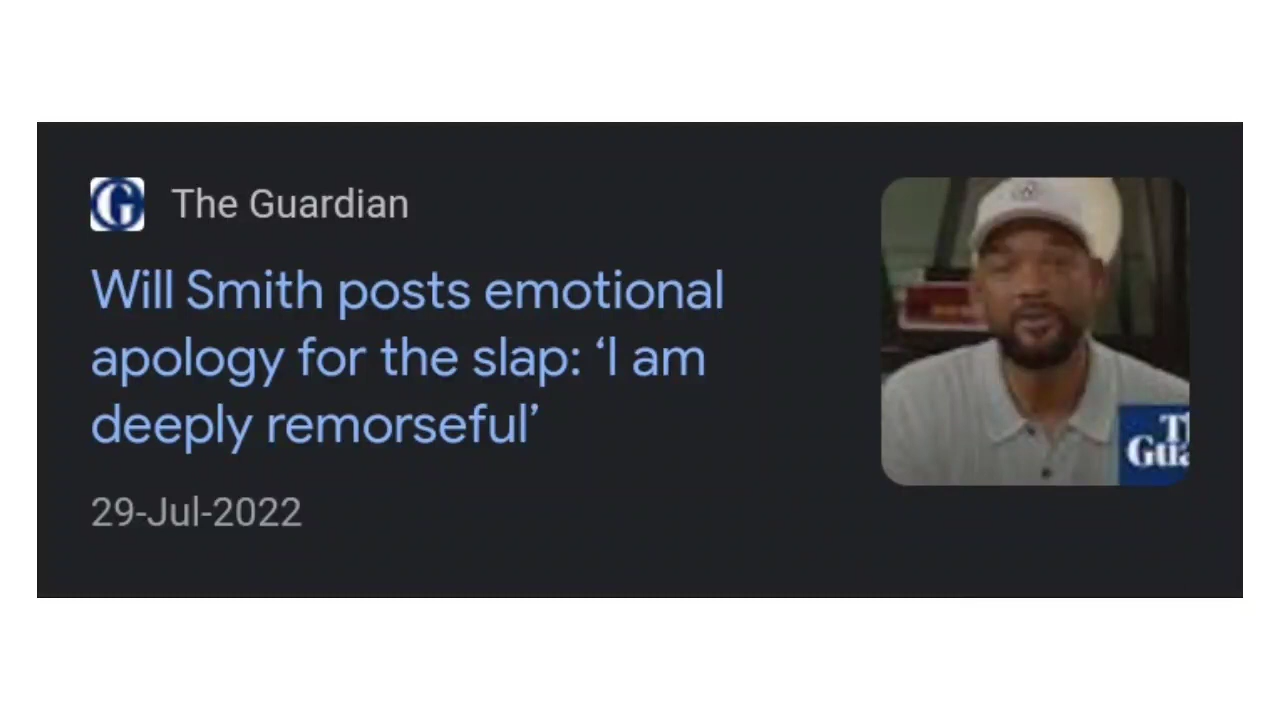 The Guardian
Will Smith posts emotional
apology for the slap: ‘I am
deeply remorseful’
29-Jul-2022